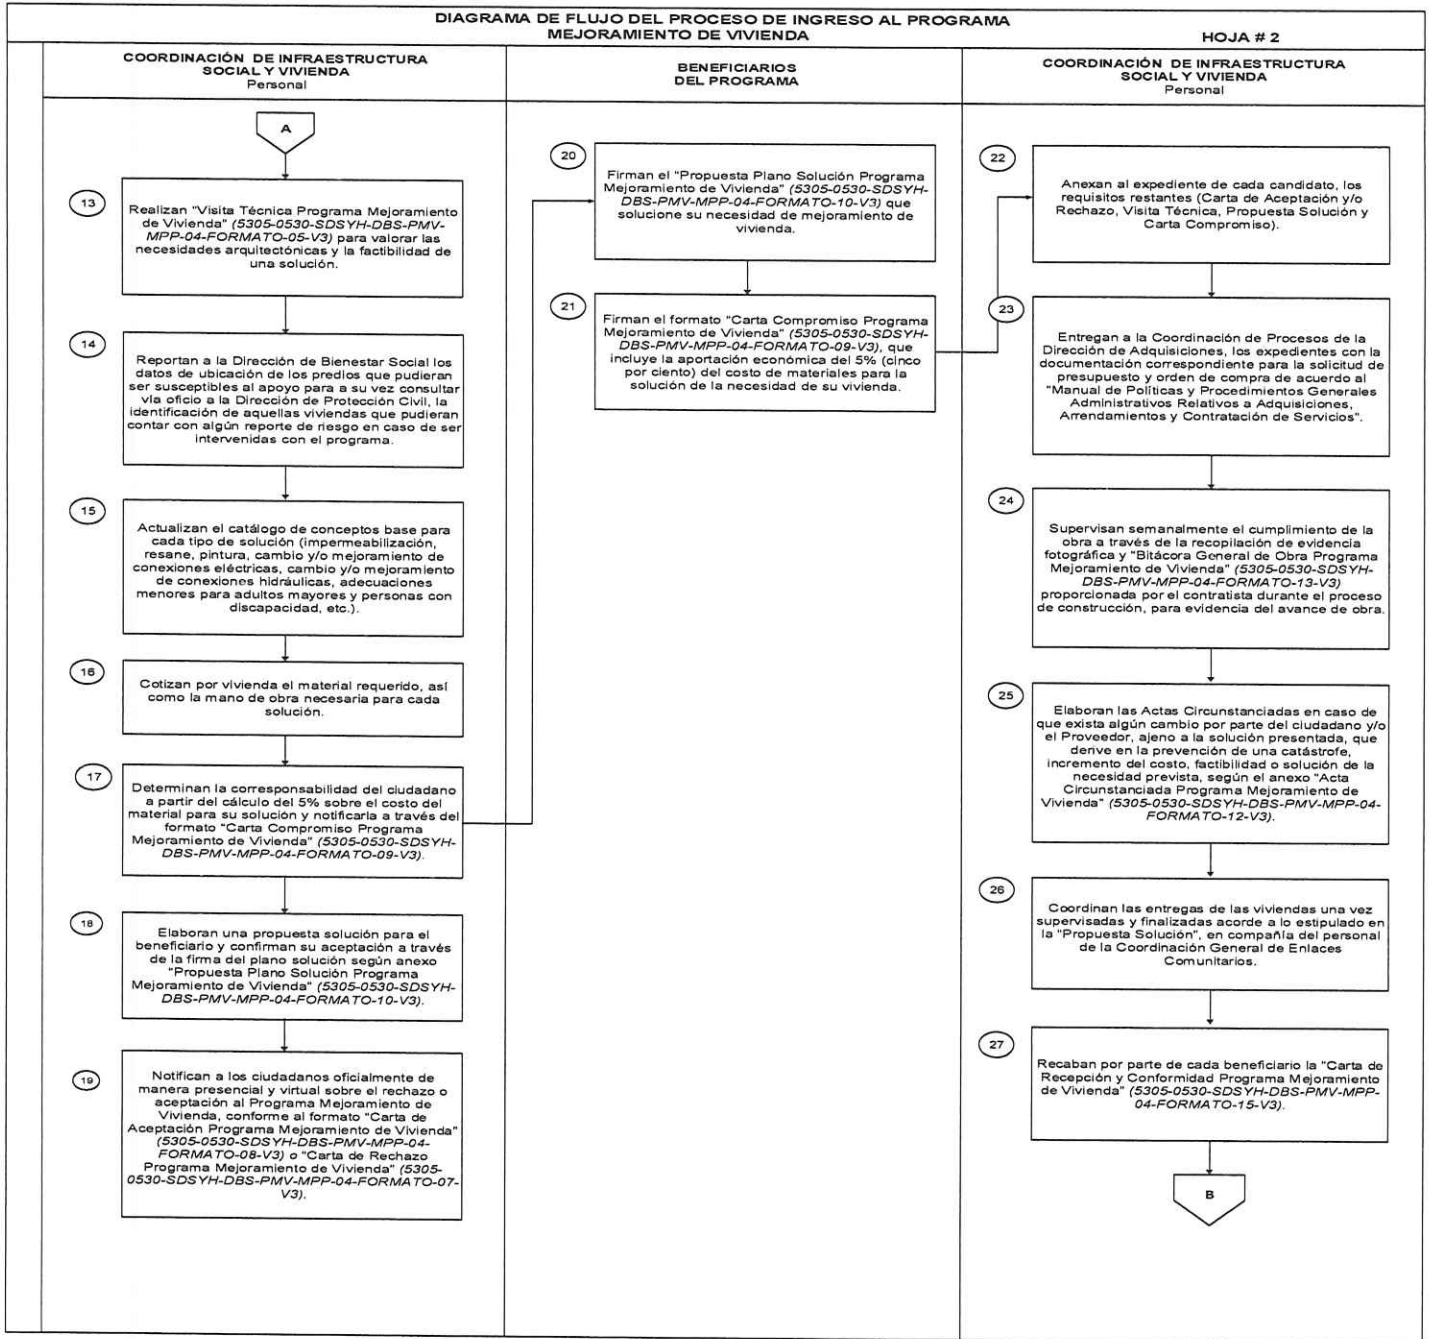 DIAGRAMA DE FLUJO DEL PROCESO DE INGRESO AL PROGRAMA
MEJORAMIENTO DE VIVIENDA
HOJA # 2
COORDINACIÓN DE INFRAESTRUCTURA
SOCIAL Y VIVIENDA
Personal
A
13
Realizan "Visita Técnica Programa Mejoramiento
de Vivienda" (5305-0530-SDSYH-DBS-PMV-
MPP-04-FORMATO-05-V3) para valorar las
necesidades arquitectónicas y la factibilidad de
una solución.
14
Reportan a la Dirección de Bienestar Social los
datos de ubicación de los predios que pudieran
ser susceptibles al apoyo para a su vez consultar
vía oficio a la Dirección de Protección Civil, la
identificación de aquellas viviendas que pudieran
contar con algún reporte de riesgo en caso de ser
intervenidas con el programa.
15
Actualizan el catálogo de conceptos base para
cada tipo de solución (impermeabilización,
resane, pintura, cambio y/o mejoramiento de
conexiones eléctricas, cambio y/o mejoramiento
de conexiones hidráulicas, adecuaciones
menores para adultos mayores y personas con
discapacidad, etc.).
16
Cotizan por vivienda el material requerido, así
como la mano de obra necesaria para cada
solución.
17
Determinan la corresponsabilidad del ciudadano
a partir del cálculo del 5% sobre el costo del
material para su solución y notificarla a través del
formato "Carta Compromiso Programa
Mejoramiento de Vivienda" (5305-0530-SDSYH-
DBS-PMV-MPP-04-FORMATO-09-V3).
18
Elaboran una propuesta solución para el
beneficiario y confirman su aceptación a través
de la firma del plano solución según anexo
"Propuesta Plano Solución Programa
Mejoramiento de Vivienda" (5305-0530-SDSYH-
DBS-PMV-MPP-04-FORMATO-10-V3).
19
Notifican a los ciudadanos oficialmente de
manera presencial y virtual sobre el rechazo o
aceptación al Programa Mejoramiento de
Vivienda, conforme al formato "Carta de
Aceptación Programa Mejoramiento de Vivienda"
(5305-0530-SDSYH-DBS-PMV-MPP-04-
FORMATO-08-V3) o "Carta de Rechazo
Programa Mejoramiento de Vivienda" (5305-
0530-SDSYH-DBS-PMV-MPP-04-FORMATO-07-
V3).
BENEFICIARIOS
DEL PROGRAMA
20
Firman el "Propuesta Plano Solución Programa
Mejoramiento de Vivienda" (5305-0530-SDSYH-
DBS-PMV-MPP-04-FORMATO-10-V3) que
solucione su necesidad de mejoramiento de
vivienda.
21
Firman el formato "Carta Compromiso Programa
Mejoramiento de Vivienda" (5305-0530-SDSYH-
DBS-PMV-MPP-04-FORMATO-09-V3), que
incluye la aportación económica del 5% (cinco
por ciento) del costo de materiales para la
solución de la necesidad de su vivienda.
COORDINACIÓN DE INFRAESTRUCTURA
SOCIAL Y VIVIENDA
Personal
22
Anexan al expediente de cada candidato, los
requisitos restantes (Carta de Aceptación y/o
Rechazo, Visita Técnica, Propuesta Solución y
Carta Compromiso).
23
Entregan a la Coordinación de Procesos de la
Dirección de Adquisiciones, los expedientes con la
documentación correspondiente para la solicitud de
presupuesto y orden de compra de acuerdo al
"Manual de Políticas y Procedimientos Generales
Administrativos Relativos a Adquisiciones,
Arrendamientos y Contratación de Servicios".
24
Supervisan semanalmente el cumplimiento de la
obra a través de la recopilación de evidencia
fotográfica y "Bitácora General de Obra Programa
Mejoramiento de Vivienda" (5305-0530-SDSYH-
DBS-PMV-MPP-04-FORMATO-13-V3)
proporcionada por el contratista durante el proceso
de construcción, para evidencia del avance de obra.
25
Elaboran las Actas Circunstanciadas en caso de
que exista algún cambio por parte del ciudadano y/o
el Proveedor, ajeno a la solución presentada, que
derive en la prevención de una catástrofe,
incremento del costo, factibilidad o solución de la
necesidad prevista, según el anexo "Acta
Circunstanciada Programa Mejoramiento de
Vivienda" (5305-0530-SDSYH-DBS-PMV-MPP-04-
FORMATO-12-V3).
26
Coordinan las entregas de las viviendas una vez
supervisadas y finalizadas acorde a lo estipulado en
la "Propuesta Solución", en compañía del personal
de la Coordinación General de Enlaces
Comunitarios.
27
Recaban por parte de cada beneficiario la "Carta de
Recepción y Conformidad Programa Mejoramiento
de Vivienda" (5305-0530-SDSYH-DBS-PMV-MPP-
04-FORMATO-15-V3).
B